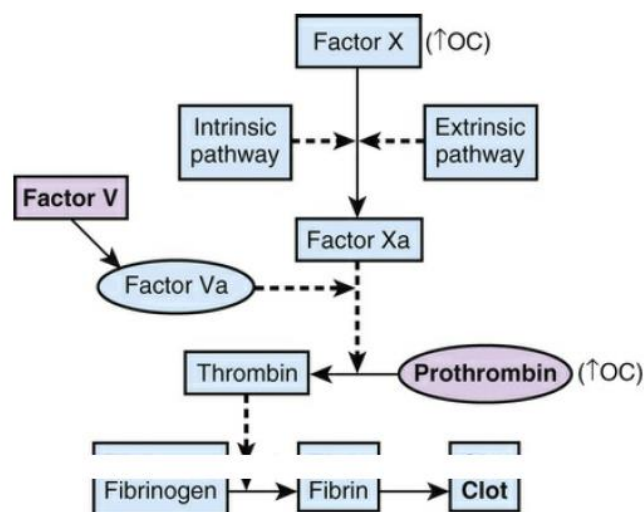 Factor X (↑OC)
Intrinsic
pathway
Extrinsic
pathway
Factor V
Factor Xa
Factor Va
Thrombin
Prothrombin (↑OC)
Fibrinogen
Fibrin
Clot